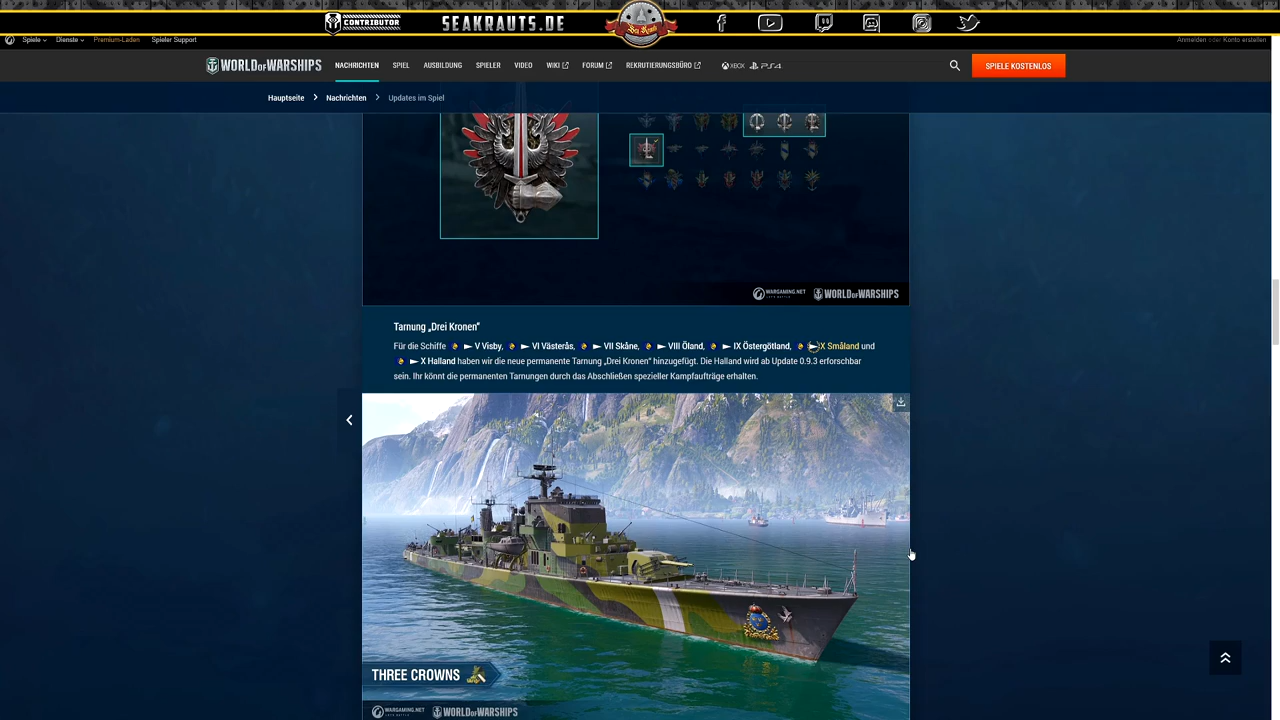 CONTRIBUTOR
SEAKRAUTS.DE
Spiele
Dienste
Premium-Laden
Spieler Support
Anmelden oder Konto erstellen
WORLD OF WARSHIPS
NACHRICHTEN
SPIEL
AUSBILDUNG
SPIELER
VIDEO
WIKI
FORUM
REKRUTIERUNGSBÜRO
XBOX
PS4
SPIELE KOSTENLOS
Hauptseite > Nachrichten > Updates im Spiel
WARGAMING.NET
WORLD OF WARSHIPS
Tarnung „Drei Kronen“
Für die Schiffe V Visby, VI Västerås, VII Skåne, VIII Öland, IX Östergötland, X Småland und
X Halland haben wir die neue permanente Tarnung „Drei Kronen“ hinzugefügt. Die Halland wird ab Update 0.9.3 erforschbar
sein. Ihr könnt die permanenten Tarnungen durch das Abschließen spezieller Kampfaufträge erhalten.
THREE CROWNS
WARGAMING.NET
WORLD OF WARSHIPS